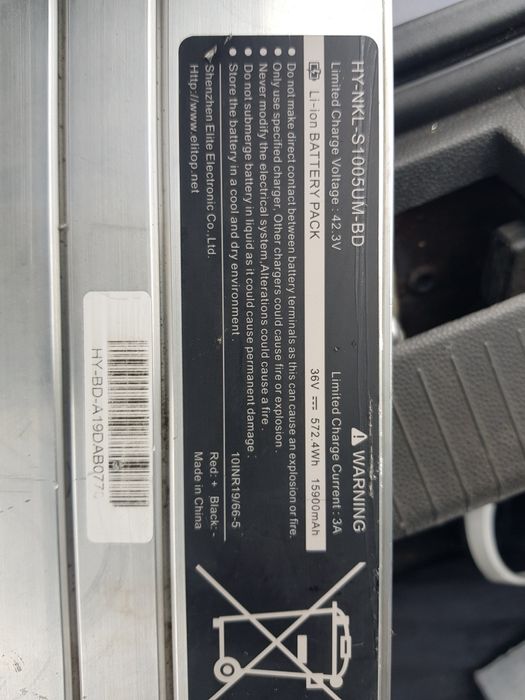 HY-NKL-S1005UM-BD
⚠ WARNING
Limited Charge Voltage : 42.3V Limited Charge Current : 3A
Li-ion BATTERY PACK 36V ⎓ 572.4Wh 15900mAh
● Do not make direct contact between battery terminals as this can cause an explosion or fire.
● Only use specified charger, Other chargers could cause fire or explosion .
● Never modify the electrical system, Alterations could cause a fire .
● Do not submerge battery in liquid as it could cause permanent damage .
● Store the battery in a cool and dry environment . 10INR19/66-5
Shenzhen Elite Electronic Co., Ltd. Red: + Black: -
Http://www.elitop.net Made in China
HY-BD-A19DAB077